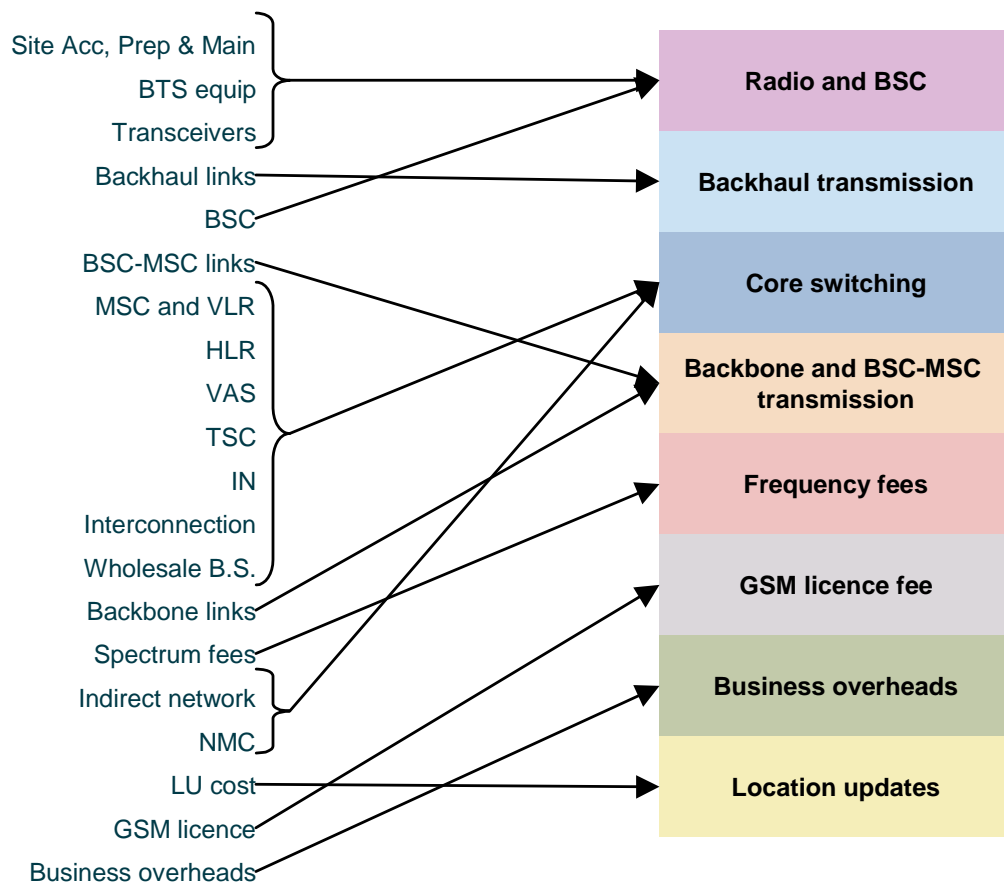 Site Acc, Prep & Main
BTS equip
Transceivers
Backhaul links
BSC
BSC-MSC links
MSC and VLR
HLR
VAS
TSC
IN
Interconnection
Wholesale B.S.
Backbone links
Spectrum fees
Indirect network
NMC
LU cost
GSM licence
Business overheads
Radio and BSC
Backhaul transmission
Core switching
Backbone and BSC-MSC
transmission
Frequency fees
GSM licence fee
Business overheads
Location updates